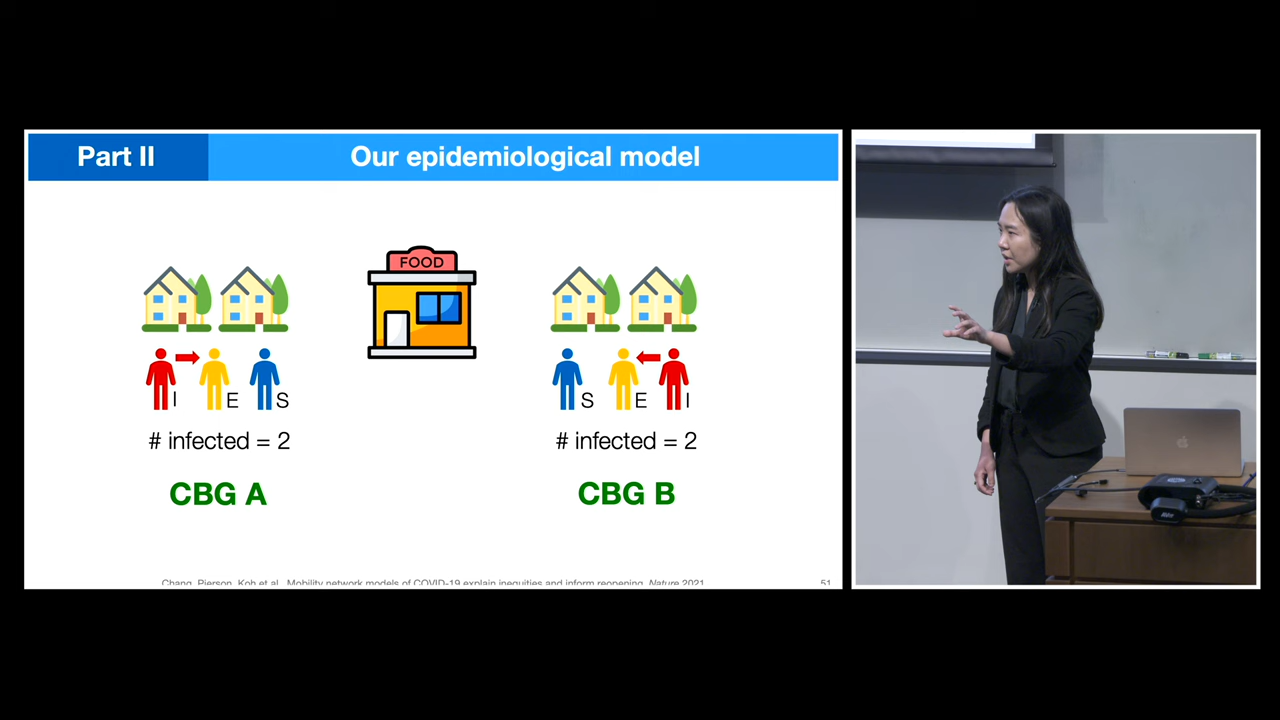 Part II
Our epidemiological model
FOOD
I E S
S E I
# infected = 2
# infected = 2
CBG A
CBG B
Chang, Pierson, Koh et al. Mobility network models of COVID-19 explain inequities and inform reopening. Nature 2021
51